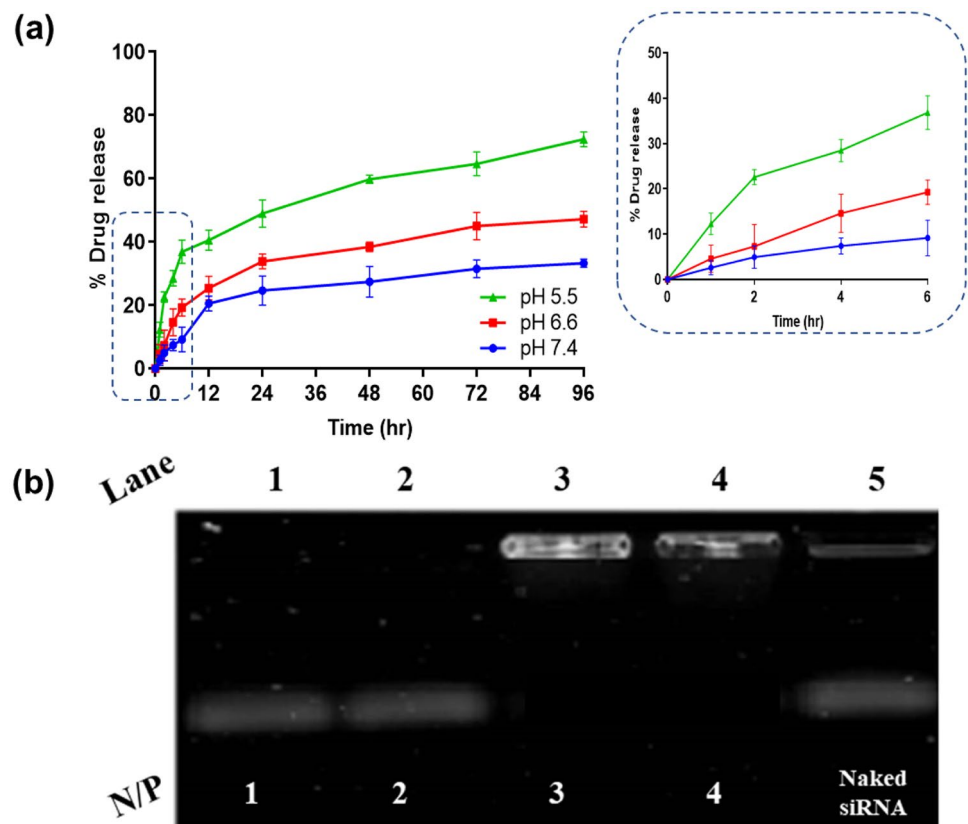 (a)
100
80
60
40
20
0
% Drug release
0 12 24 36 48 60 72 84 96
Time (hr)
pH 5.5
pH 6.6
pH 7.4
50
40
30
20
10
0
% Drug release
0 2 4 6
Time (hr)
(b)
Lane 1 2 3 4 5
N/P 1 2 3 4 Naked
siRNA